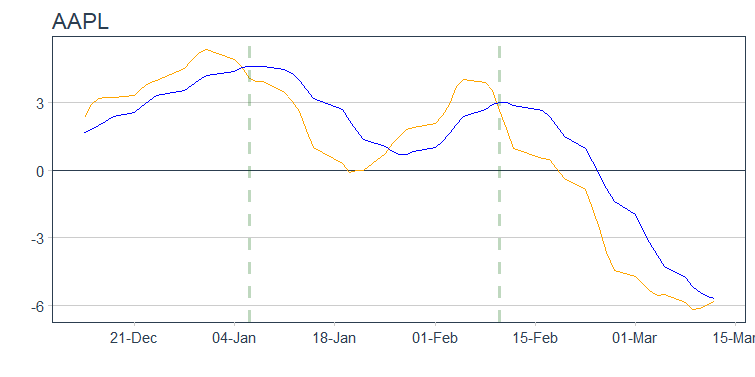 AAPL
3
0
-3
-6
21-Dec
04-Jan
18-Jan
01-Feb
15-Feb
01-Mar
15-Mar